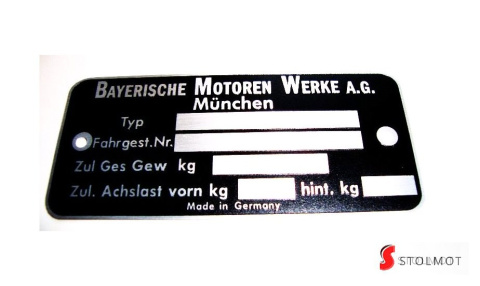 BAYERISCHE MOTOREN WERKE A.G.
München
Typ
Fahrgest.Nr.
Zul Ges Gew kg
Zul. Achslast vorn kg hint. kg
Made in Germany
STOLMOT